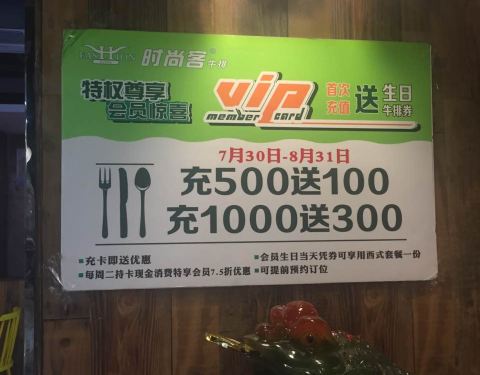 FASHION
时尚客牛排
特权尊享
会员惊喜
vip
member card
首次
充值
送
生日
牛排券
7月30日-8月31日
充500送100
充1000送300
▪充卡即送优惠
▪每周二持卡现金消费特享会员7.5折优惠
▪会员生日当天凭券可享用西式套餐一份
▪可提前预约订位